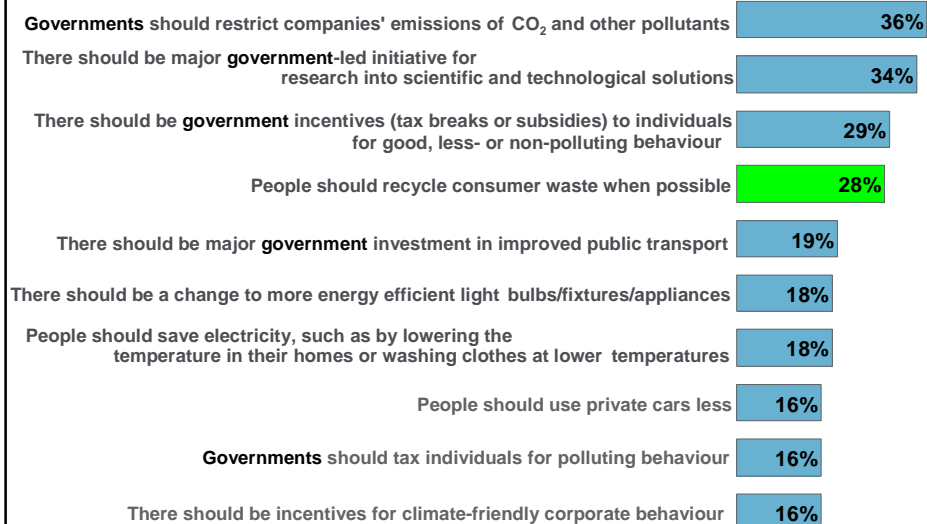 Governments should restrict companies' emissions of CO₂ and other pollutants 36%
There should be major government-led initiative for
research into scientific and technological solutions 34%
There should be government incentives (tax breaks or subsidies) to individuals
for good, less- or non-polluting behaviour 29%
People should recycle consumer waste when possible 28%
There should be major government investment in improved public transport 19%
There should be a change to more energy efficient light bulbs/fixtures/appliances 18%
People should save electricity, such as by lowering the
temperature in their homes or washing clothes at lower temperatures 18%
People should use private cars less 16%
Governments should tax individuals for polluting behaviour 16%
There should be incentives for climate-friendly corporate behaviour 16%